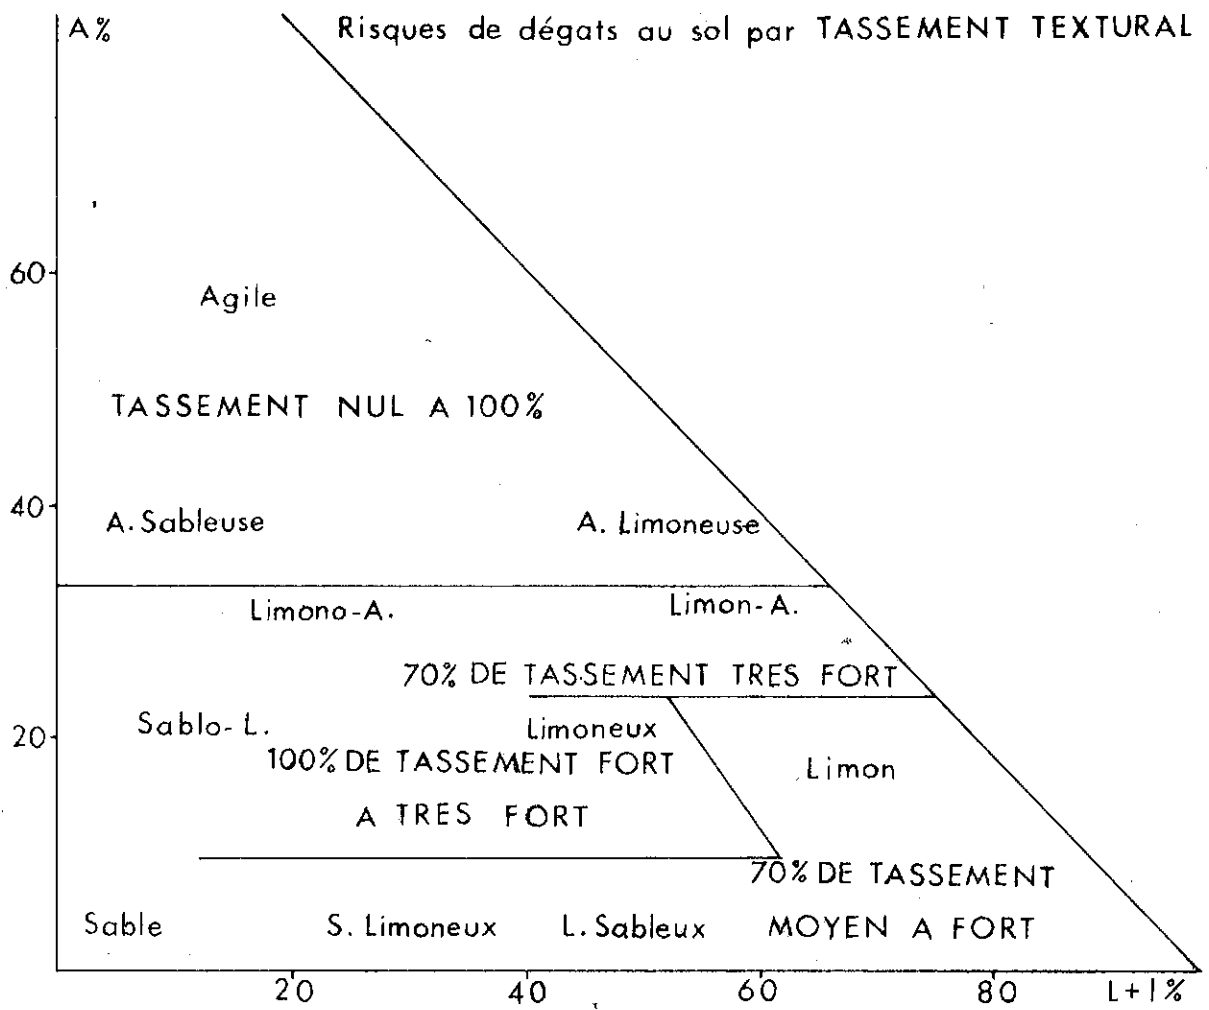 A% Risques de dégats au sol par TASSEMENT TEXTURAL
60
Agile
TASSEMENT NUL A 100%
40
A. Sableuse A. Limoneuse
Limono-A. Limon-A.
70% DE TASSEMENT TRES FORT
Sablo-L. Limoneux
20
100% DE TASSEMENT FORT
Limon
A TRES FORT
70% DE TASSEMENT
Sable S. Limoneux L. Sableux MOYEN A FORT
20 40 60 80 L+l%